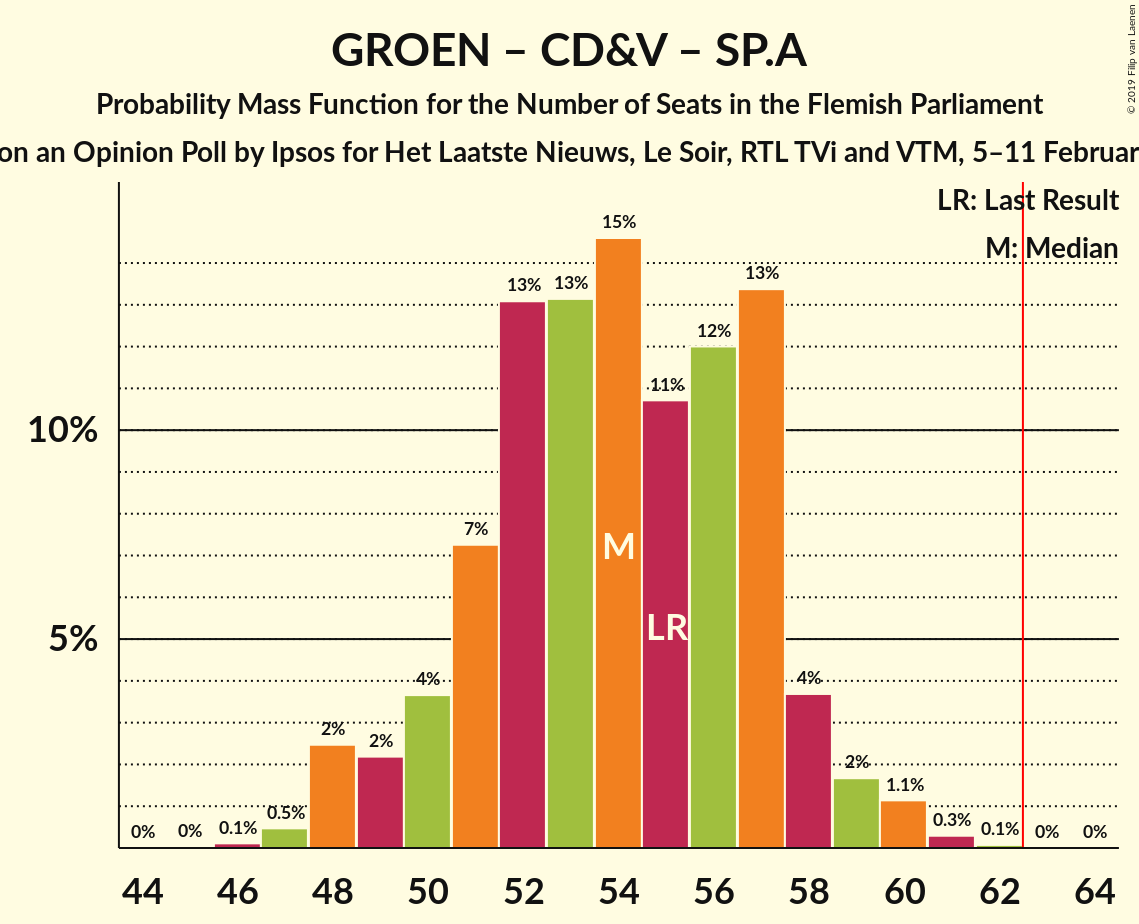 GROEN – CD&V – SP.A
Probability Mass Function for the Number of Seats in the Flemish Parliament
on an Opinion Poll by Ipsos for Het Laatste Nieuws, Le Soir, RTL TVi and VTM, 5–11 Februar
© 2019 Filip van Laenen
LR: Last Result
M: Median
15%
13%
13%
13%
12%
11%
10%
7%
M
LR
5%
4%
4%
2%
2%
2%
1.1%
0.5%
0.3%
0%
0%
0.1%
0.1%
0%
0%
44 46 48 50 52 54 56 58 60 62 64